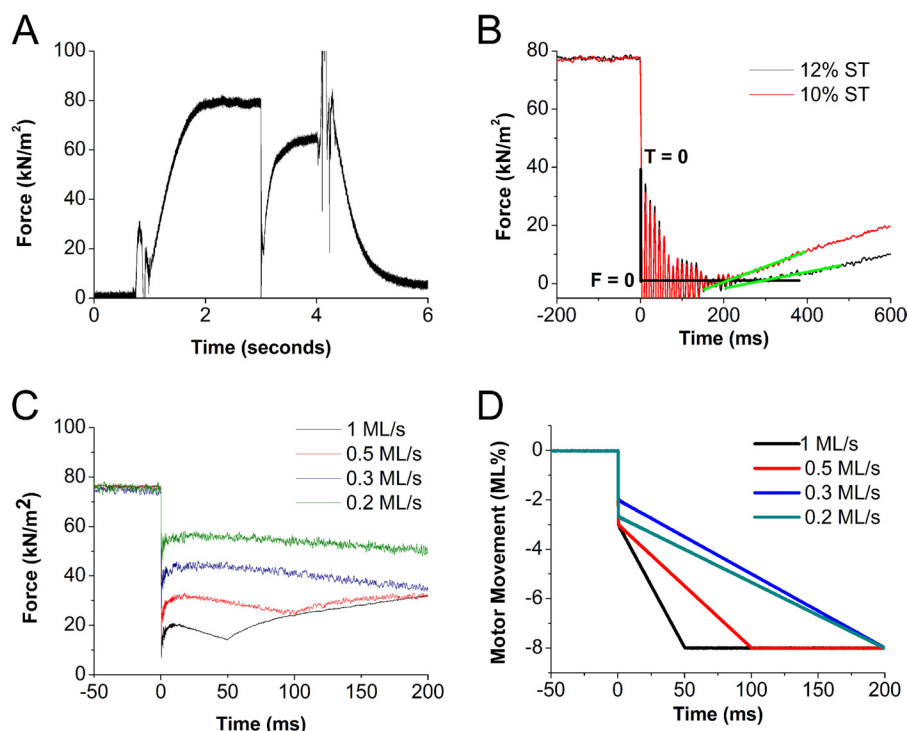 A
Force (kN/m²)
100
80
60
40
20
0
0
2
4
6
Time (seconds)
B
Force (kN/m²)
80
60
40
20
0
12% ST
10% ST
T = 0
F = 0
-200
0
200
400
600
Time (ms)
C
Force (kN/m2)
100
80
60
40
20
0
1 ML/s
0.5 ML/s
0.3 ML/s
0.2 ML/s
-50
0
50
100
150
200
Time (ms)
D
Motor Movement (ML%)
0
-2
-4
-6
-8
1 ML/s
0.5 ML/s
0.3 ML/s
0.2 ML/s
-50
0
50
100
150
200
Time (ms)